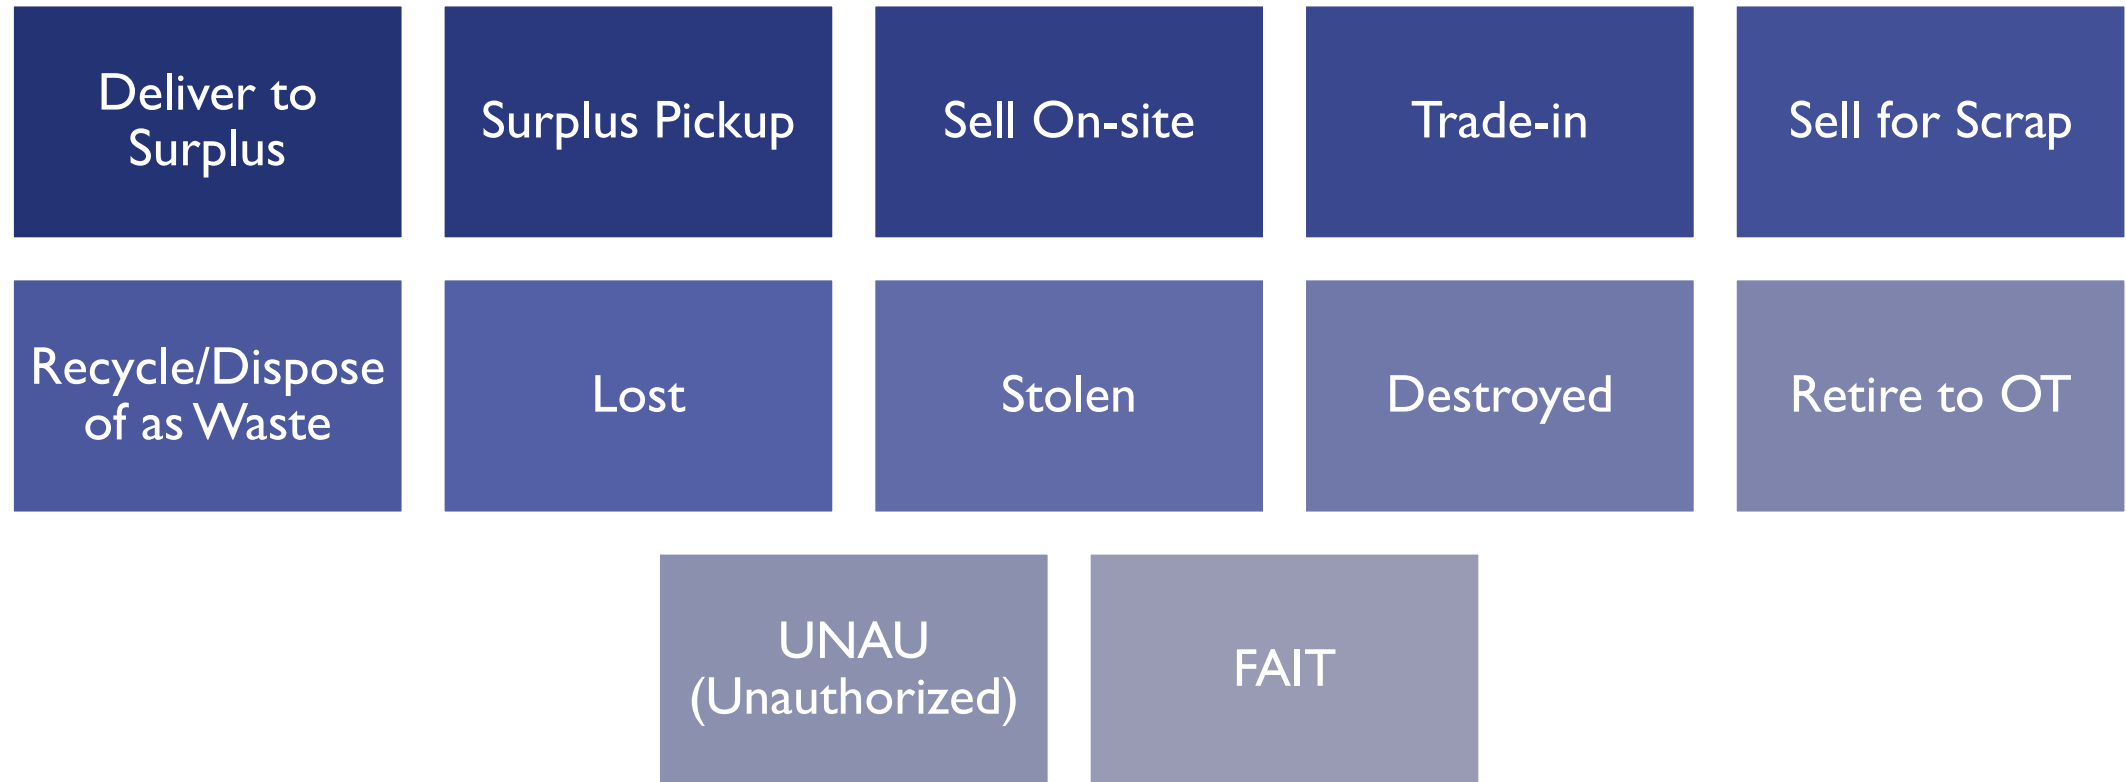 Deliver to
Surplus
Surplus Pickup
Sell On-site
Trade-in
Sell for Scrap
Recycle/Dispose
of as Waste
Lost
Stolen
Destroyed
Retire to OT
UNAU
(Unauthorized)
FAIT